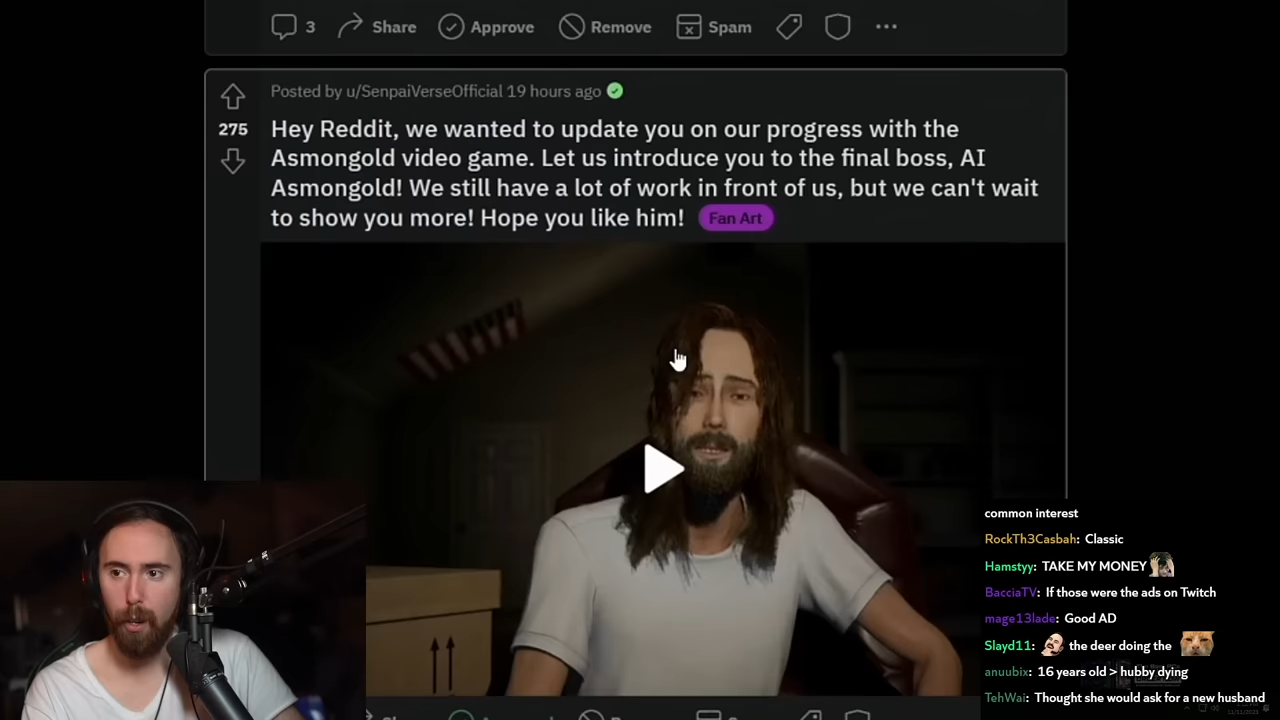 3 Share Approve Remove Spam
Posted by u/SenpaiVerseOfficial 19 hours ago
275
Hey Reddit, we wanted to update you on our progress with the
Asmongold video game. Let us introduce you to the final boss, AI
Asmongold! We still have a lot of work in front of us, but we can't wait
to show you more! Hope you like him! Fan Art
common interest
RockTh3Casbah: Classic
Hamstyy: TAKE MY MONEY
BacciaTV: If those were the ads on Twitch
mage13lade: Good AD
Slayd11: the deer doing the
anuubix: 16 years old > hubby dying
TehWai: Thought she would ask for a new husband